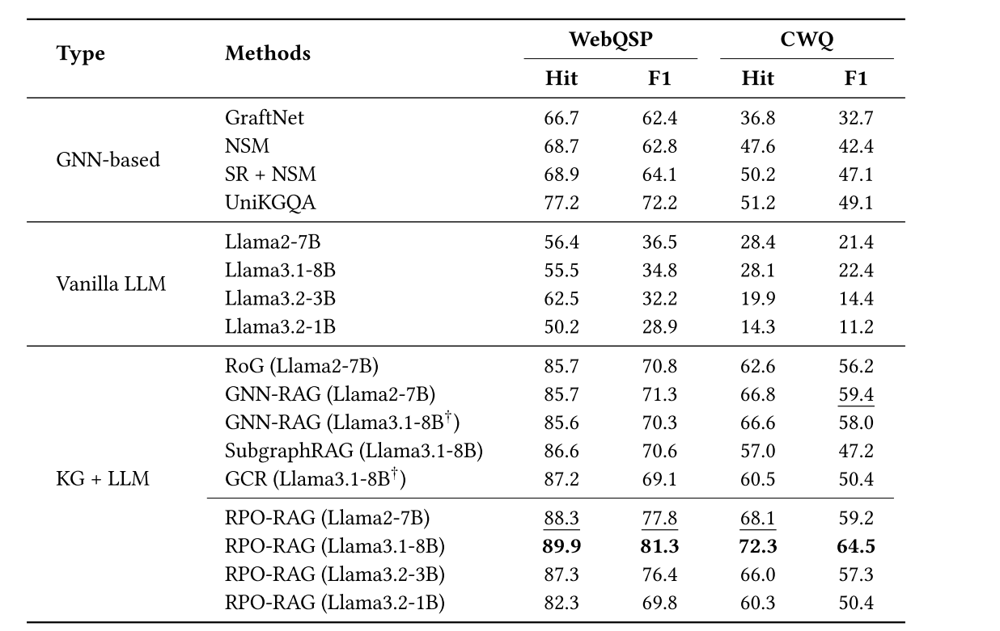 Type Methods WebQSP CWQ
Hit F1 Hit F1
GNN-based
GraftNet 66.7 62.4 36.8 32.7
NSM 68.7 62.8 47.6 42.4
SR + NSM 68.9 64.1 50.2 47.1
UniKGQA 77.2 72.2 51.2 49.1
Vanilla LLM
Llama2-7B 56.4 36.5 28.4 21.4
Llama3.1-8B 55.5 34.8 28.1 22.4
Llama3.2-3B 62.5 32.2 19.9 14.4
Llama3.2-1B 50.2 28.9 14.3 11.2
KG + LLM
RoG (Llama2-7B) 85.7 70.8 62.6 56.2
GNN-RAG (Llama2-7B) 85.7 71.3 66.8 59.4
GNN-RAG (Llama3.1-8B†) 85.6 70.3 66.6 58.0
SubgraphRAG (Llama3.1-8B) 86.6 70.6 57.0 47.2
GCR (Llama3.1-8B†) 87.2 69.1 60.5 50.4
RPO-RAG (Llama2-7B) 88.3 77.8 68.1 59.2
RPO-RAG (Llama3.1-8B) 89.9 81.3 72.3 64.5
RPO-RAG (Llama3.2-3B) 87.3 76.4 66.0 57.3
RPO-RAG (Llama3.2-1B) 82.3 69.8 60.3 50.4